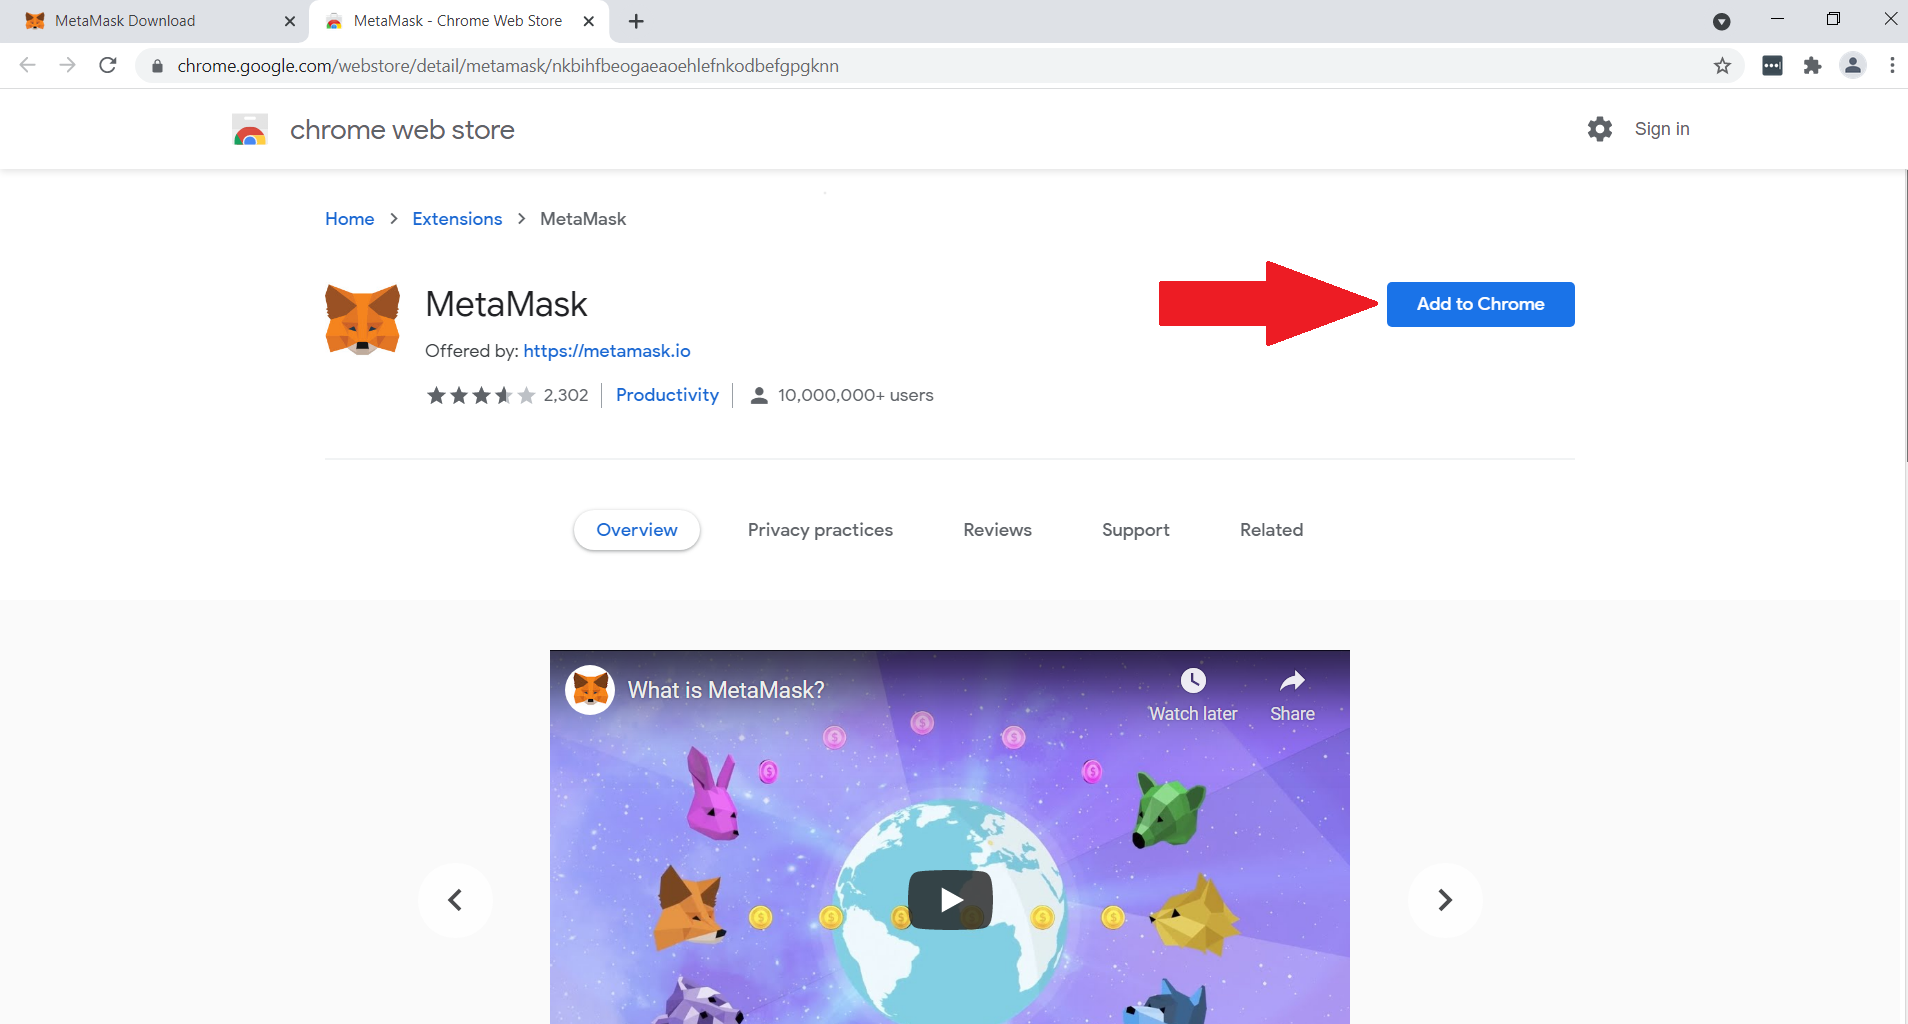 MetaMask Download
MetaMask - Chrome Web Store
chrome.google.com/webstore/detail/metamask/nkbihfbeogaeaoehlefnkodbefgpgknn
chrome web store
Sign in
Home > Extensions > MetaMask
MetaMask
Add to Chrome
Offered by: https://metamask.io
2,302
Productivity
10,000,000+ users
Overview
Privacy practices
Reviews
Support
Related
What is MetaMask?
Watch later
Share